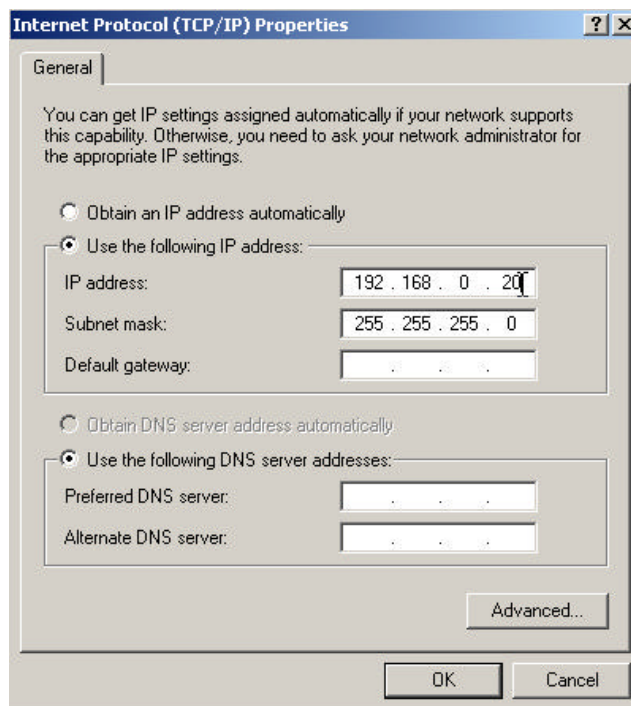 Internet Protocol (TCP/IP) Properties
General
You can get IP settings assigned automatically if your network supports
this capability. Otherwise, you need to ask your network administrator for
the appropriate IP settings.
Obtain an IP address automatically
Use the following IP address:
IP address: 192 . 168 . 0 . 20
Subnet mask: 255 . 255 . 255 . 0
Default gateway: . . .
Obtain DNS server address automatically
Use the following DNS server addresses:
Preferred DNS server: . . .
Alternate DNS server: . . .
Advanced...
OK Cancel